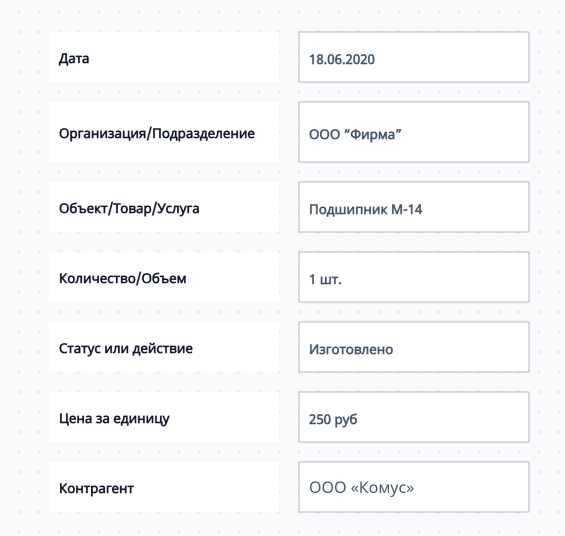 Дата
18.06.2020
Организация/Подразделение
ООО “Фирма”
Объект/Товар/Услуга
Подшипник М-14
Количество/Объем
1 шт.
Статус или действие
Изготовлено
Цена за единицу
250 руб
Контрагент
ООО «Комус»